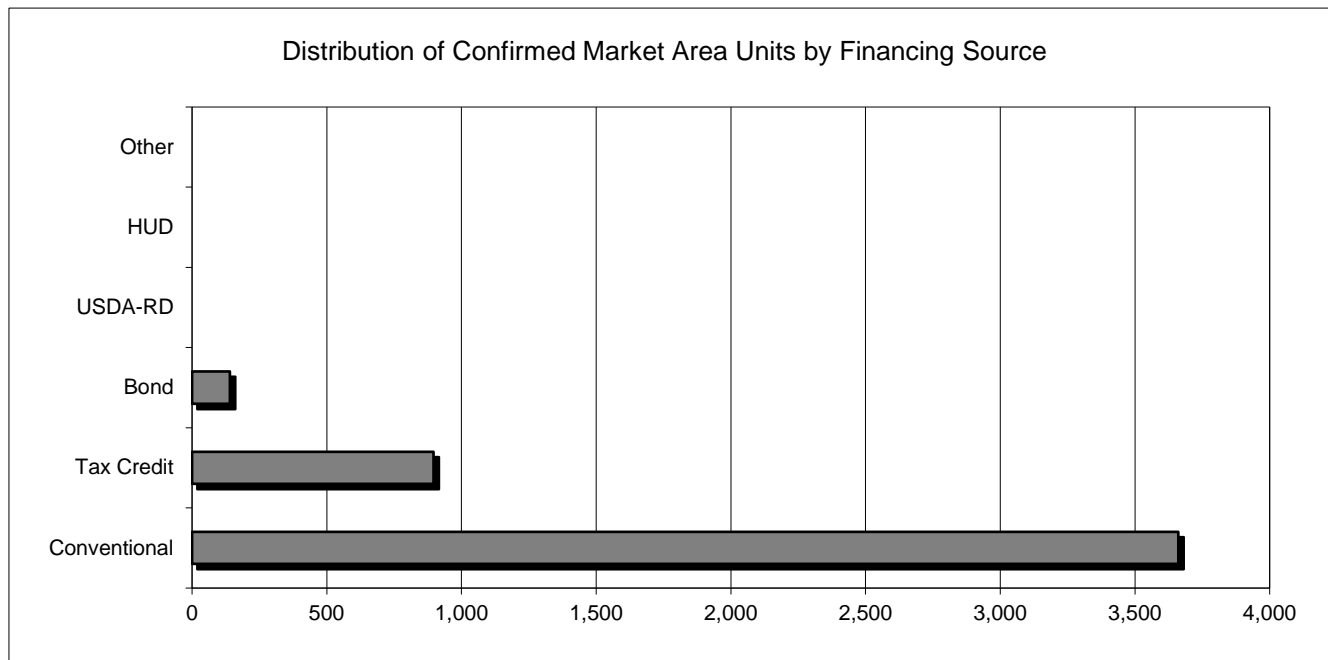 Distribution of Confirmed Market Area Units by Financing Source
Other
HUD
USDA-RD
Bond
Tax Credit
Conventional
0 500 1,000 1,500 2,000 2,500 3,000 3,500 4,000